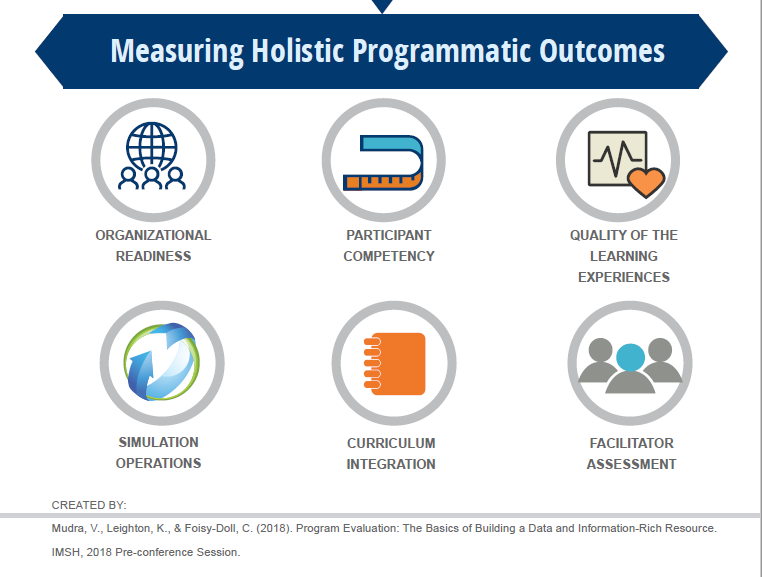 Measuring Holistic Programmatic Outcomes
ORGANIZATIONAL
READINESS
PARTICIPANT
COMPETENCY
QUALITY OF THE
LEARNING
EXPERIENCES
SIMULATION
OPERATIONS
CURRICULUM
INTEGRATION
FACILITATOR
ASSESSMENT
CREATED BY:
Mudra, V., Leighton, K., & Foisy-Doll, C. (2018). Program Evaluation: The Basics of Building a Data and Information-Rich Resource.
IMSH, 2018 Pre-conference Session.